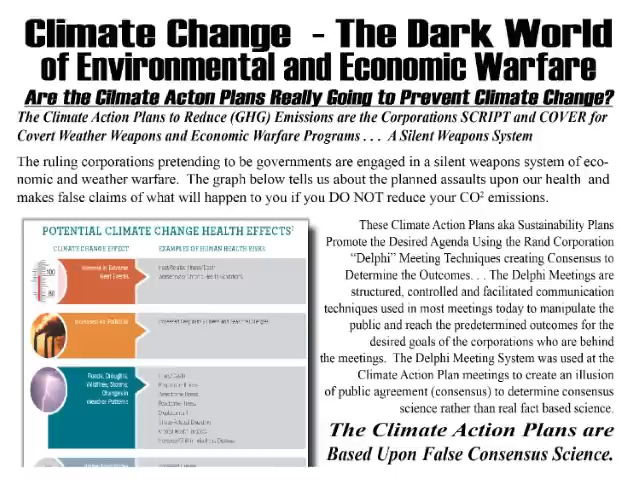 Climate Change - The Dark World
of Environmental and Economic Warfare
Are the Cilmate Acton Plans Really Going to Prevent Climate Change?
The Climate Action Plans to Reduce (GHG) Emissions are the Corporations SCRIPT and COVER for
Covert Weather Weapons and Economic Warfare Programs . . . A Silent Weapons System
The ruling corporations pretending to be governments are engaged in a silent weapons system of eco-
nomic and weather warfare. The graph below tells us about the planned assaults upon our health and
makes false claims of what will happen to you if you DO NOT reduce your CO² emissions.
POTENTIAL CLIMATE CHANGE HEALTH EFFECTS
CLIMATE CHANGE EFFECT
EXAMPLES OF HUMAN HEALTH RISKS
100
80
Increase in Extreme
Heat Events
Floods, Droughts,
Wildfires, Storms,
Changes in
Weather Patterns
These Climate Action Plans aka Sustainability Plans
Promote the Desired Agenda Using the Rand Corporation
“Delphi” Meeting Techniques creating Consensus to
Determine the Outcomes. . . The Delphi Meetings are
structured, controlled and facilitated communication
techniques used in most meetings today to manipulate the
public and reach the predetermined outcomes for the
desired goals of the corporations who are behind
the meetings. The Delphi Meeting System was used at the
Climate Action Plan meetings to create an illusion
of public agreement (consensus) to determine consensus
science rather than real fact based science.
The Climate Action Plans are
Based Upon False Consensus Science.